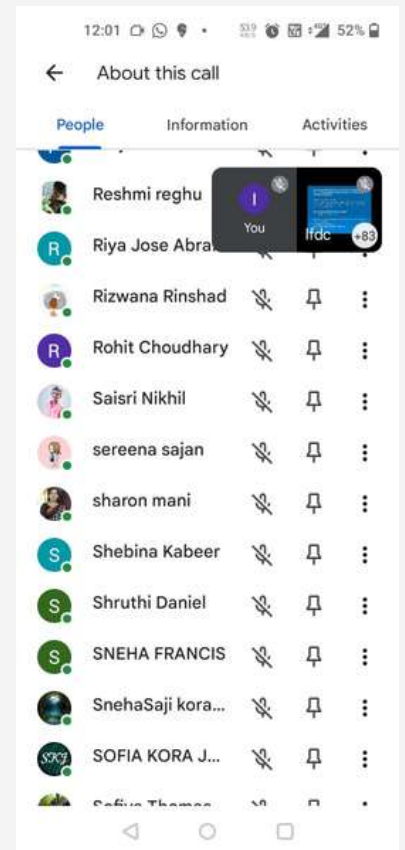 12:01 52%
About this call
People Information Activities
Reshmi reghu
I
You
lfdc +83
R Riya Jose Abra
Rizwana Rinshad
R Rohit Choudhary
Saisri Nikhil
sereena sajan
sharon mani
S Shebina Kabeer
S Shruthi Daniel
S SNEHA FRANCIS
SnehaSaji kora...
SKJ SOFIA KORA J...